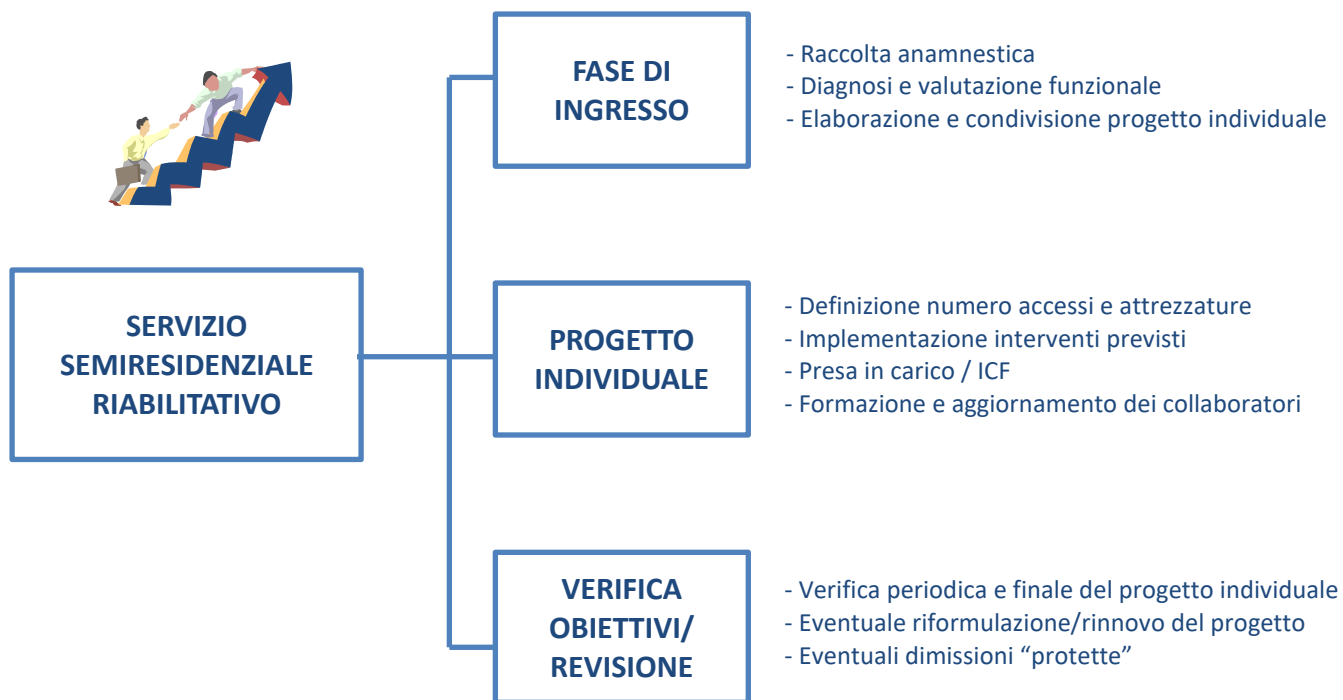 FASE DI
INGRESSO
- Raccolta anamnestica
- Diagnosi e valutazione funzionale
- Elaborazione e condivisione progetto individuale
SERVIZIO
SEMIRESIDENZIALE
RIABILITATIVO
PROGETTO
INDIVIDUALE
- Definizione numero accessi e attrezzature
- Implementazione interventi previsti
- Presa in carico / ICF
- Formazione e aggiornamento dei collaboratori
VERIFICA
OBIETTIVI/
REVISIONE
- Verifica periodica e finale del progetto individuale
- Eventuale riformulazione/rinnovo del progetto
- Eventuali dimissioni “protette”